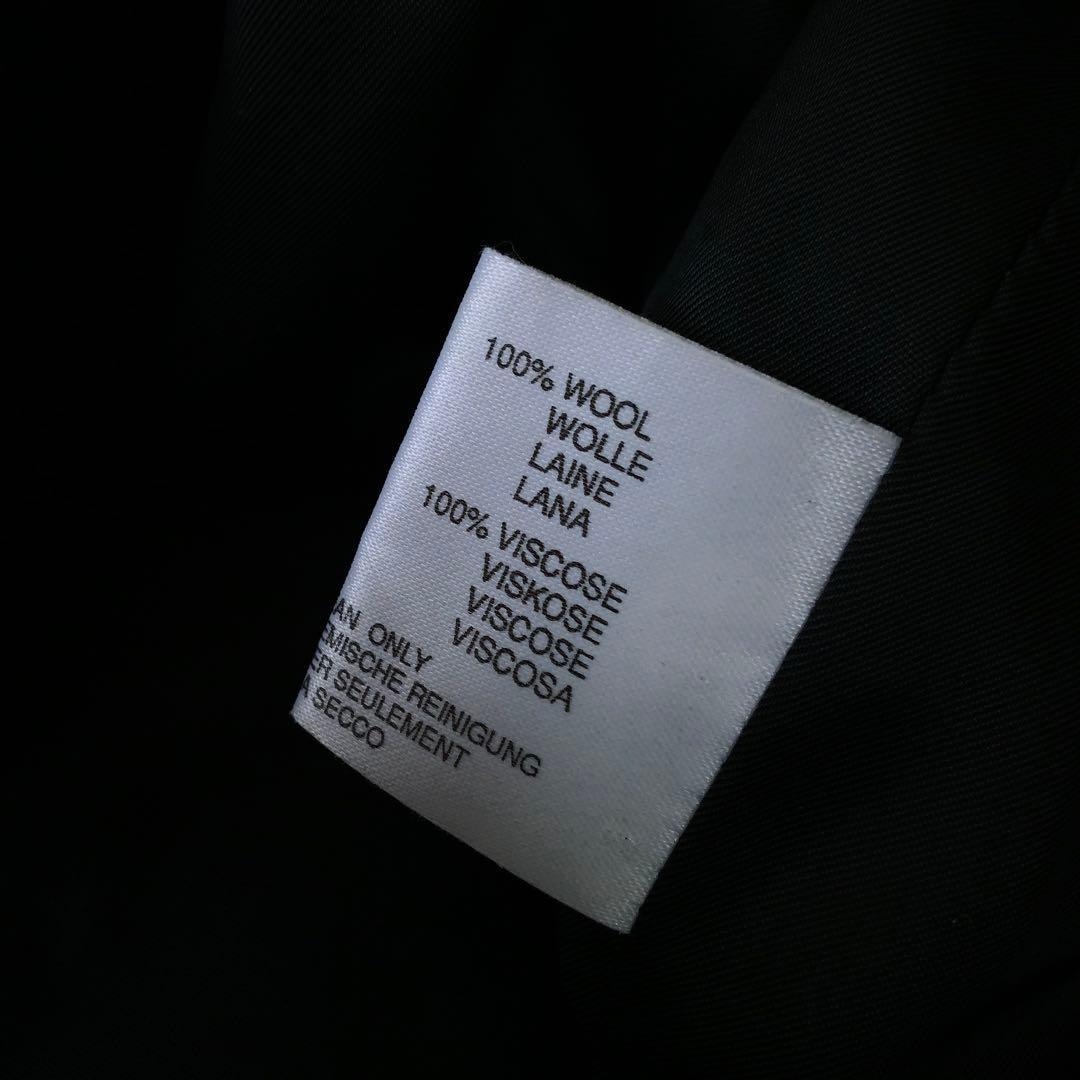 100% WOOL
WOLLE
LAINE
LANA
100% VISCOSE
VISKOSE
VISCOSE
VISCOSA
AN ONLY
EMISCHE REINIGUNG
ER SEULEMENT
A SECCO